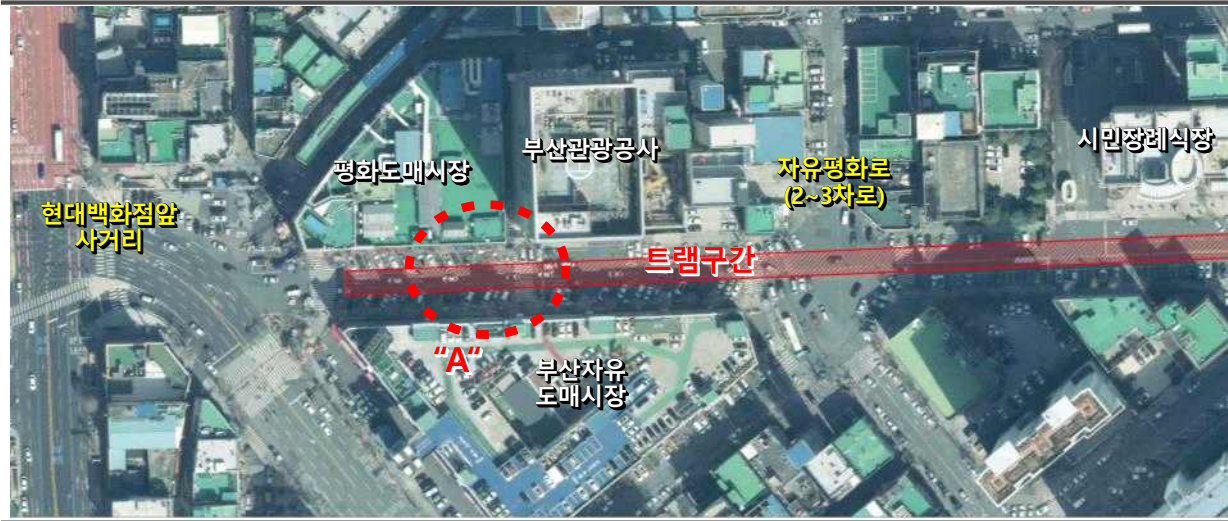 부산관광공사
시민장례식장
평화도매시장
자유평화로
(2~3차로)
현대백화점앞
사거리
트램구간
"A"
부산자유
도매시장